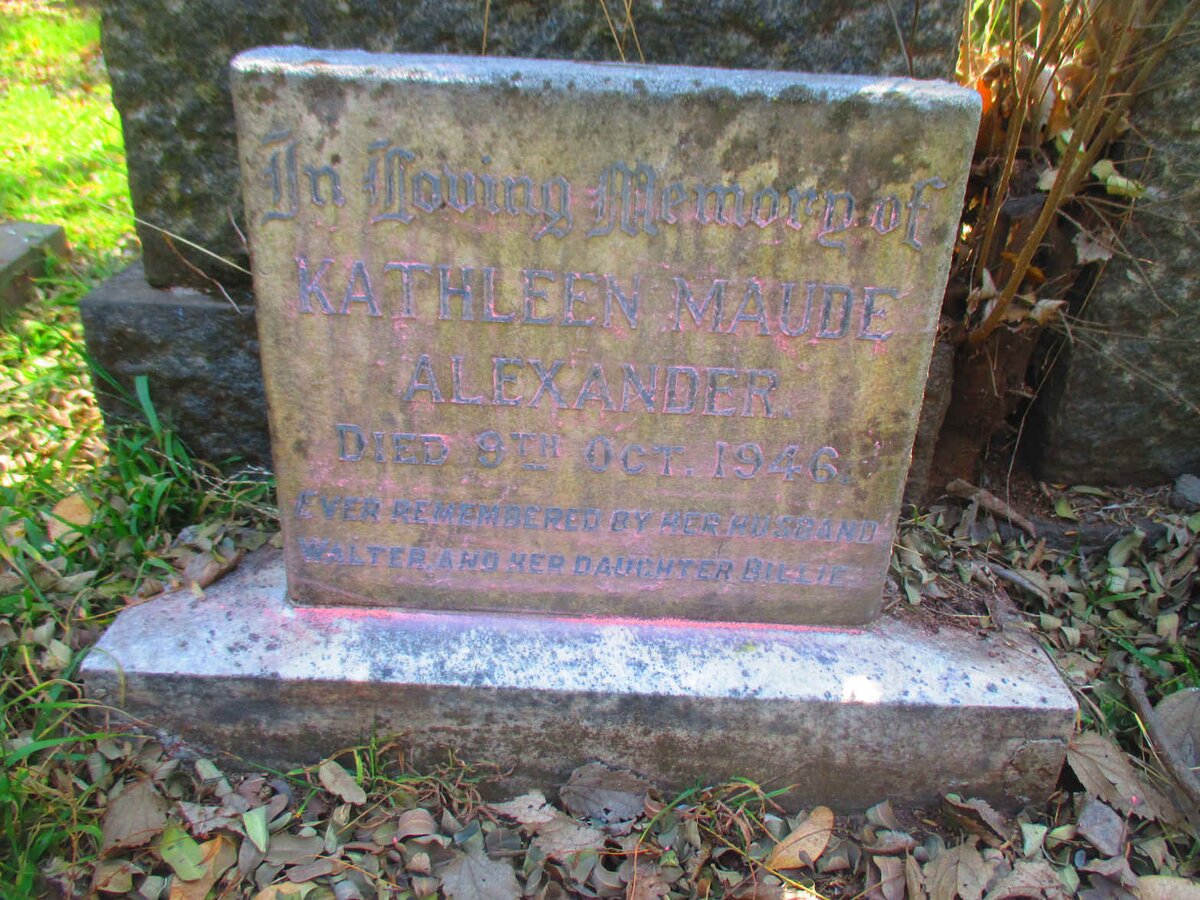 In Loving Memory of
KATHLEEN MAUDE
ALEXANDER.
DIED 9TH OCT. 1946.
EVER REMEMBERED BY HER HUSBAND
WALTER, AND HER DAUGHTER BILLIE